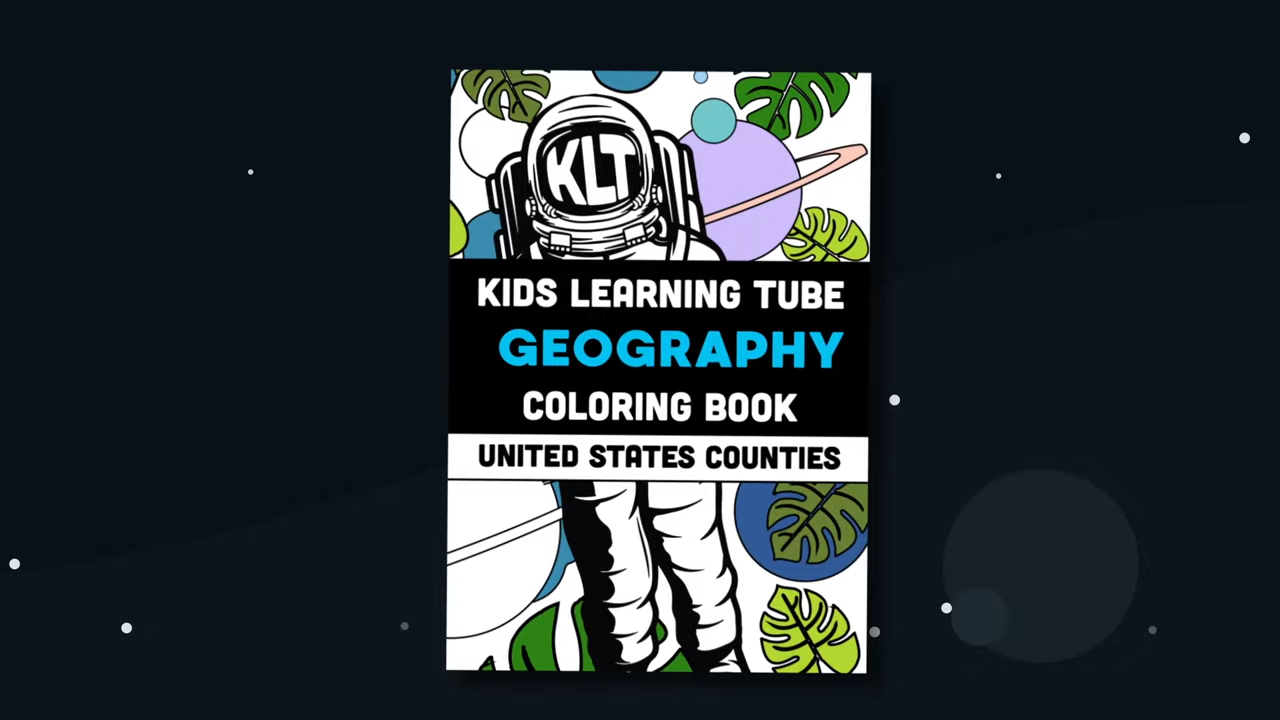 KLT
KIDS LEARNING TUBE
GEOGRAPHY
COLORING BOOK
UNITED STATES COUNTIES